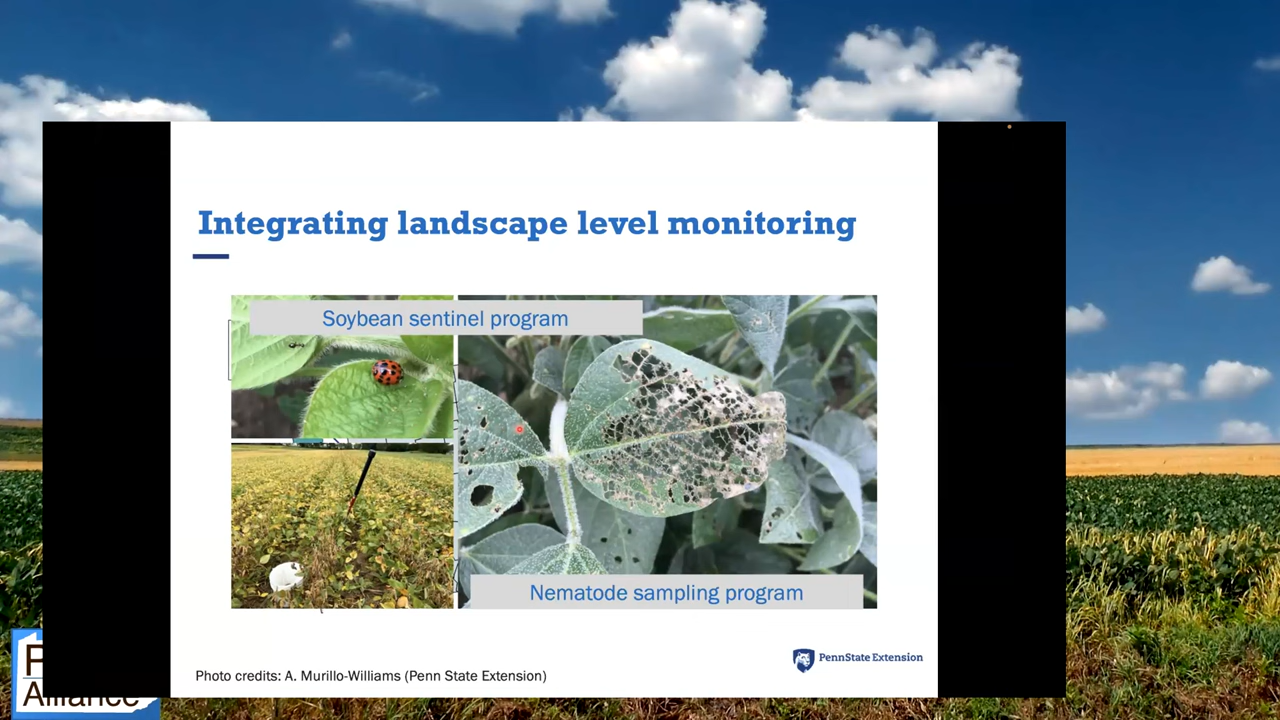 Integrating landscape level monitoring
Soybean sentinel program
Nematode sampling program
PennState Extension
Photo credits: A. Murillo-Williams (Penn State Extension)